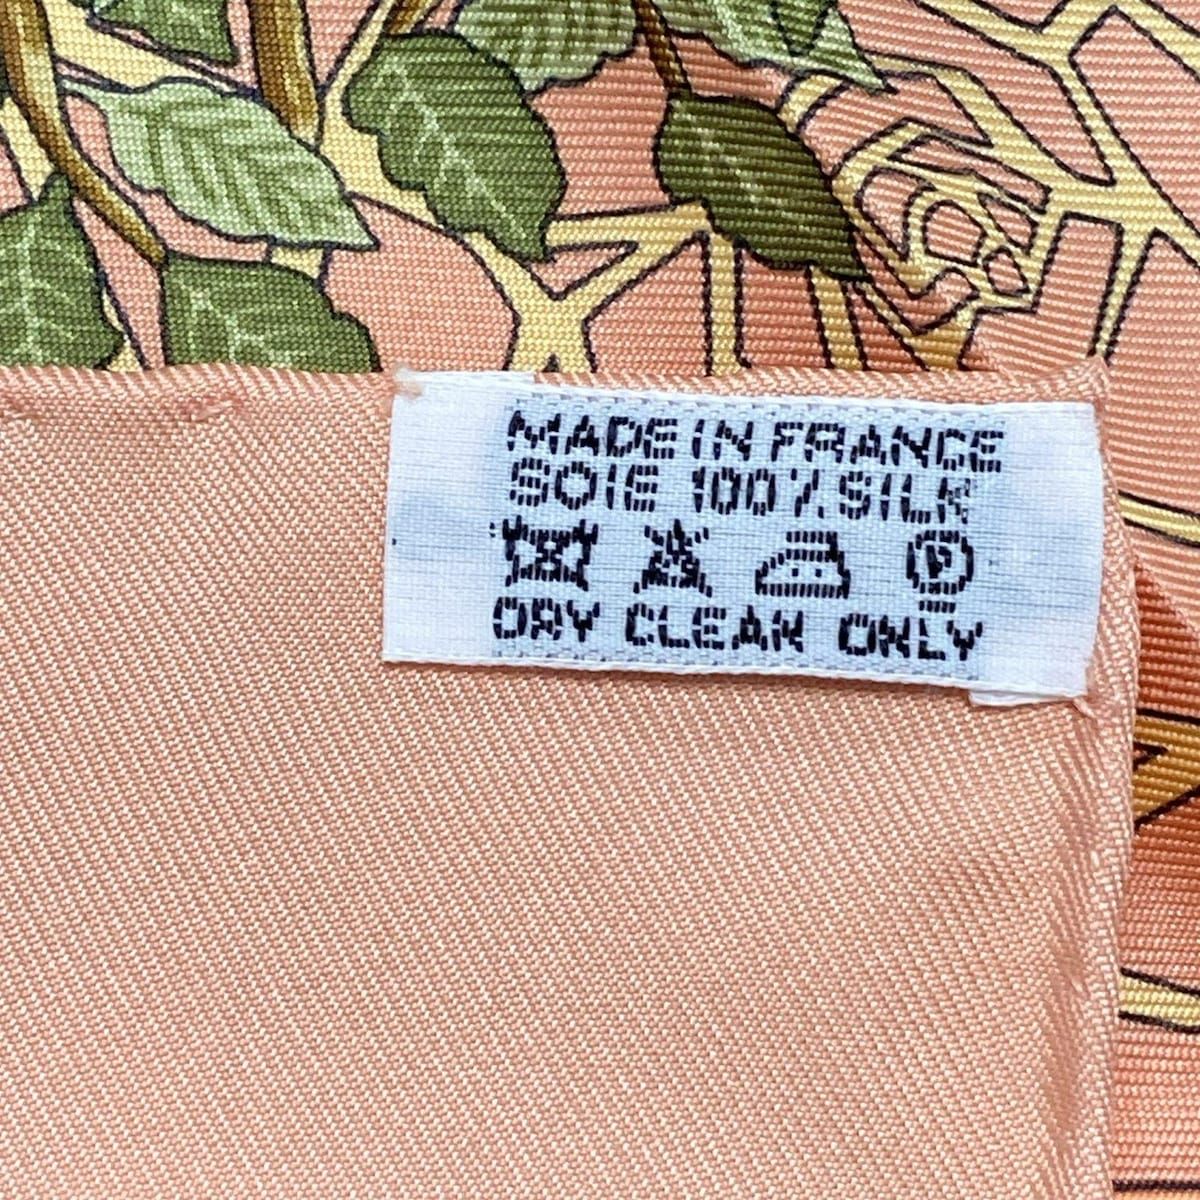 MADE IN FRANCE
SOIE 100% SILK
DRY CLEAN ONLY